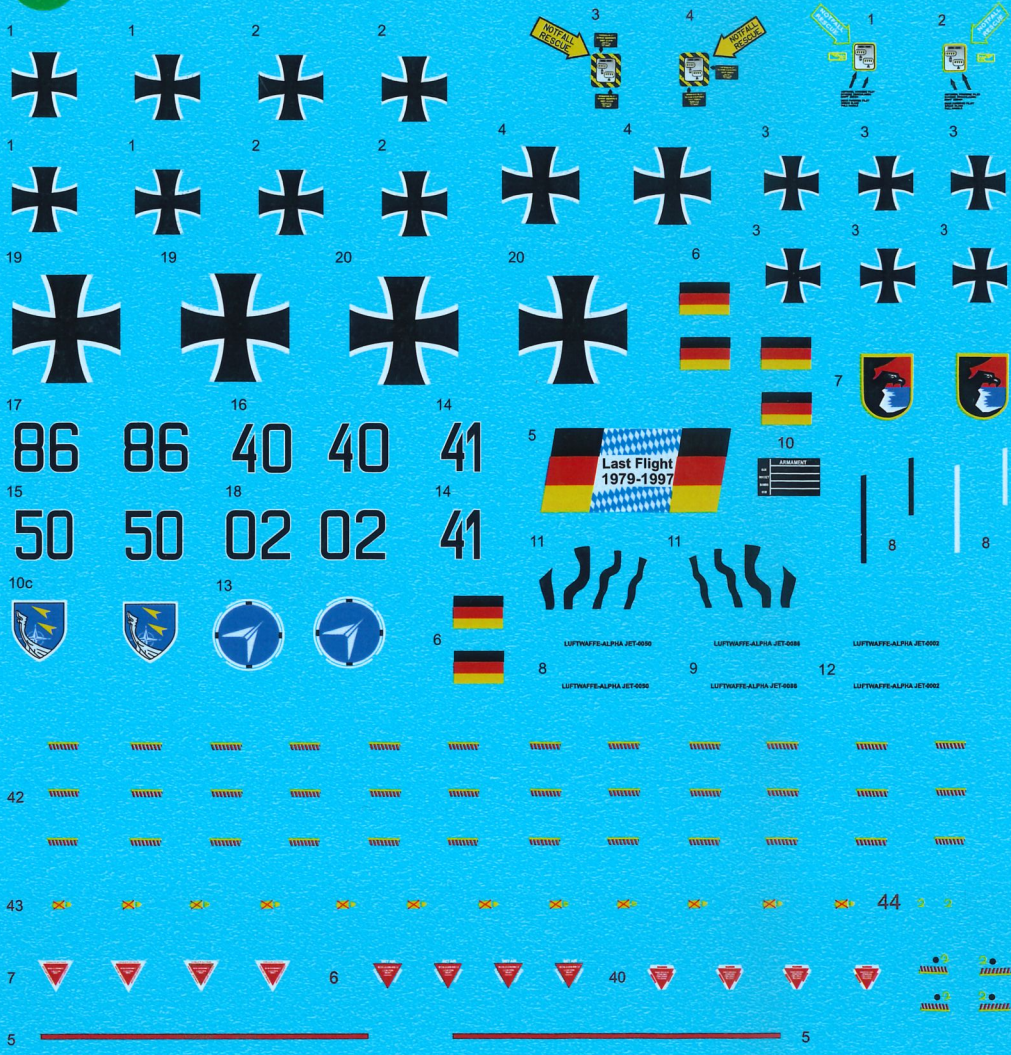 1 1 2 2 3 4 1 2
NOTFALL
RESCUE
NOTFALL
RESCUE
NOTFALL
RESCUE
NOTFALL
RESCUE
1 1 2 2 4 4 3 3 3
19 19 20 20 6 3 3 3
7
17 16 14 5 10
86 86 40 40 41
Last Flight
1979-1997
ARMAMENT
15 18 14
50 50 02 02 41
11 11 8 8
10c 13 6
LUFTWAFFE-ALPHA JET-0050 LUFTWAFFE-ALPHA JET-0086 LUFTWAFFE-ALPHA JET-0002
8 9 12
LUFTWAFFE-ALPHA JET-0050 LUFTWAFFE-ALPHA JET-0086 LUFTWAFFE-ALPHA JET-0002
42
43 44
7 6 40
5 5